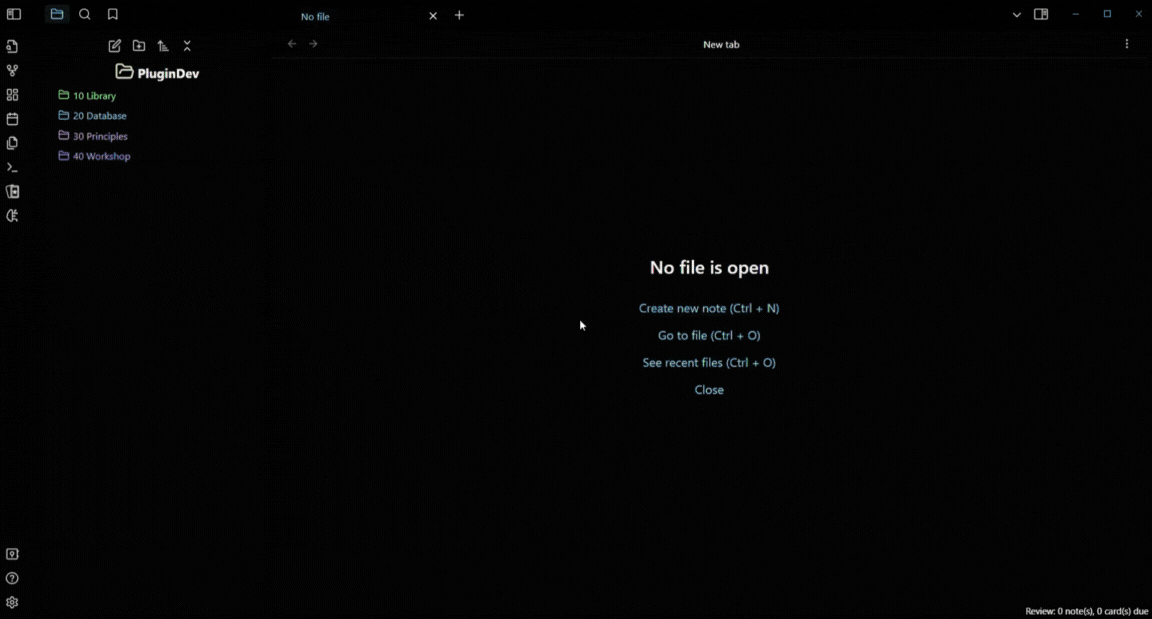 No file
New tab
PluginDev
10 Library
20 Database
30 Principles
40 Workshop
No file is open
Create new note (Ctrl + N)
Go to file (Ctrl + O)
See recent files (Ctrl + O)
Close
Review: 0 note(s), 0 card(s) due